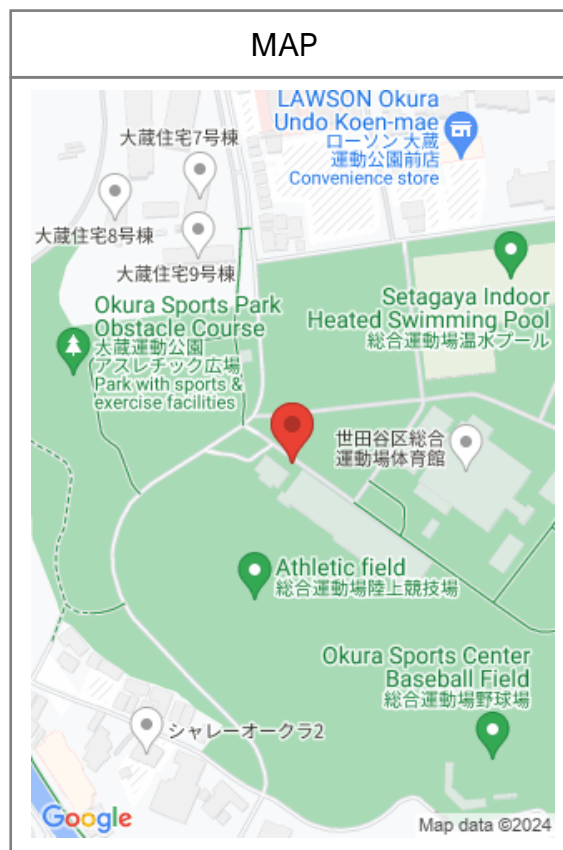 MAP
LAWSON Okura
Undo Koen-mae
ローソン 大蔵
運動公園前店
Convenience store
大蔵住宅7号棟
大蔵住宅8号棟
大蔵住宅9号棟
Setagaya Indoor
Heated Swimming Pool
総合運動場温水プール
Okura Sports Park
Obstacle Course
大蔵運動公園
アスレチック広場
Park with sports &
exercise facilities
世田谷区総合
運動場体育館
Athletic field
総合運動場陸上競技場
Okura Sports Center
Baseball Field
総合運動場野球場
シャレーオークラ2
Google
Map data ©2024